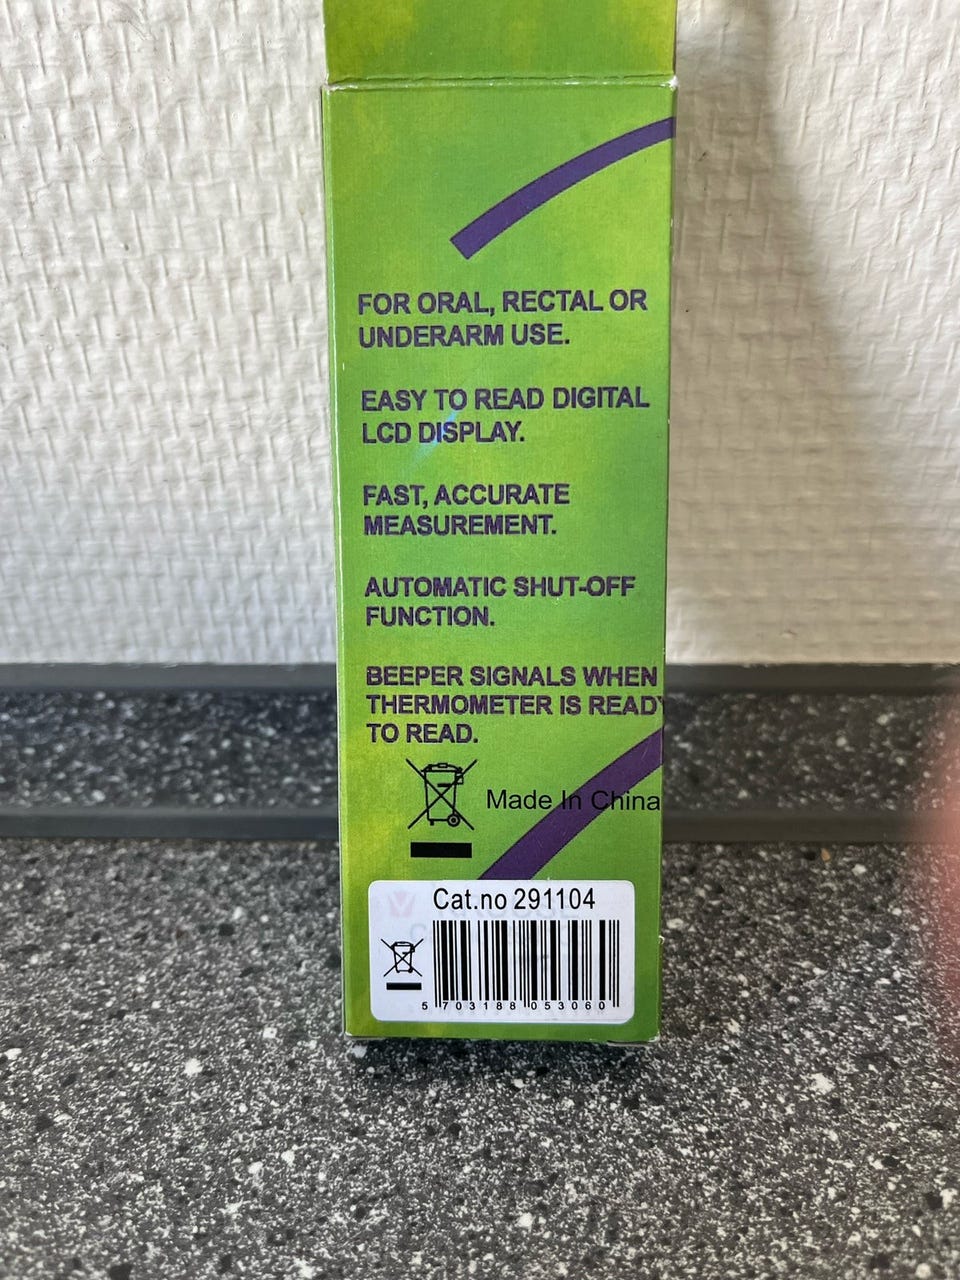 FOR ORAL, RECTAL OR
UNDERARM USE.
EASY TO READ DIGITAL
LCD DISPLAY.
FAST, ACCURATE
MEASUREMENT.
AUTOMATIC SHUT-OFF
FUNCTION.
BEEPER SIGNALS WHEN
THERMOMETER IS READY
TO READ.
Made In China
Cat.no 291104
5 703188 053060